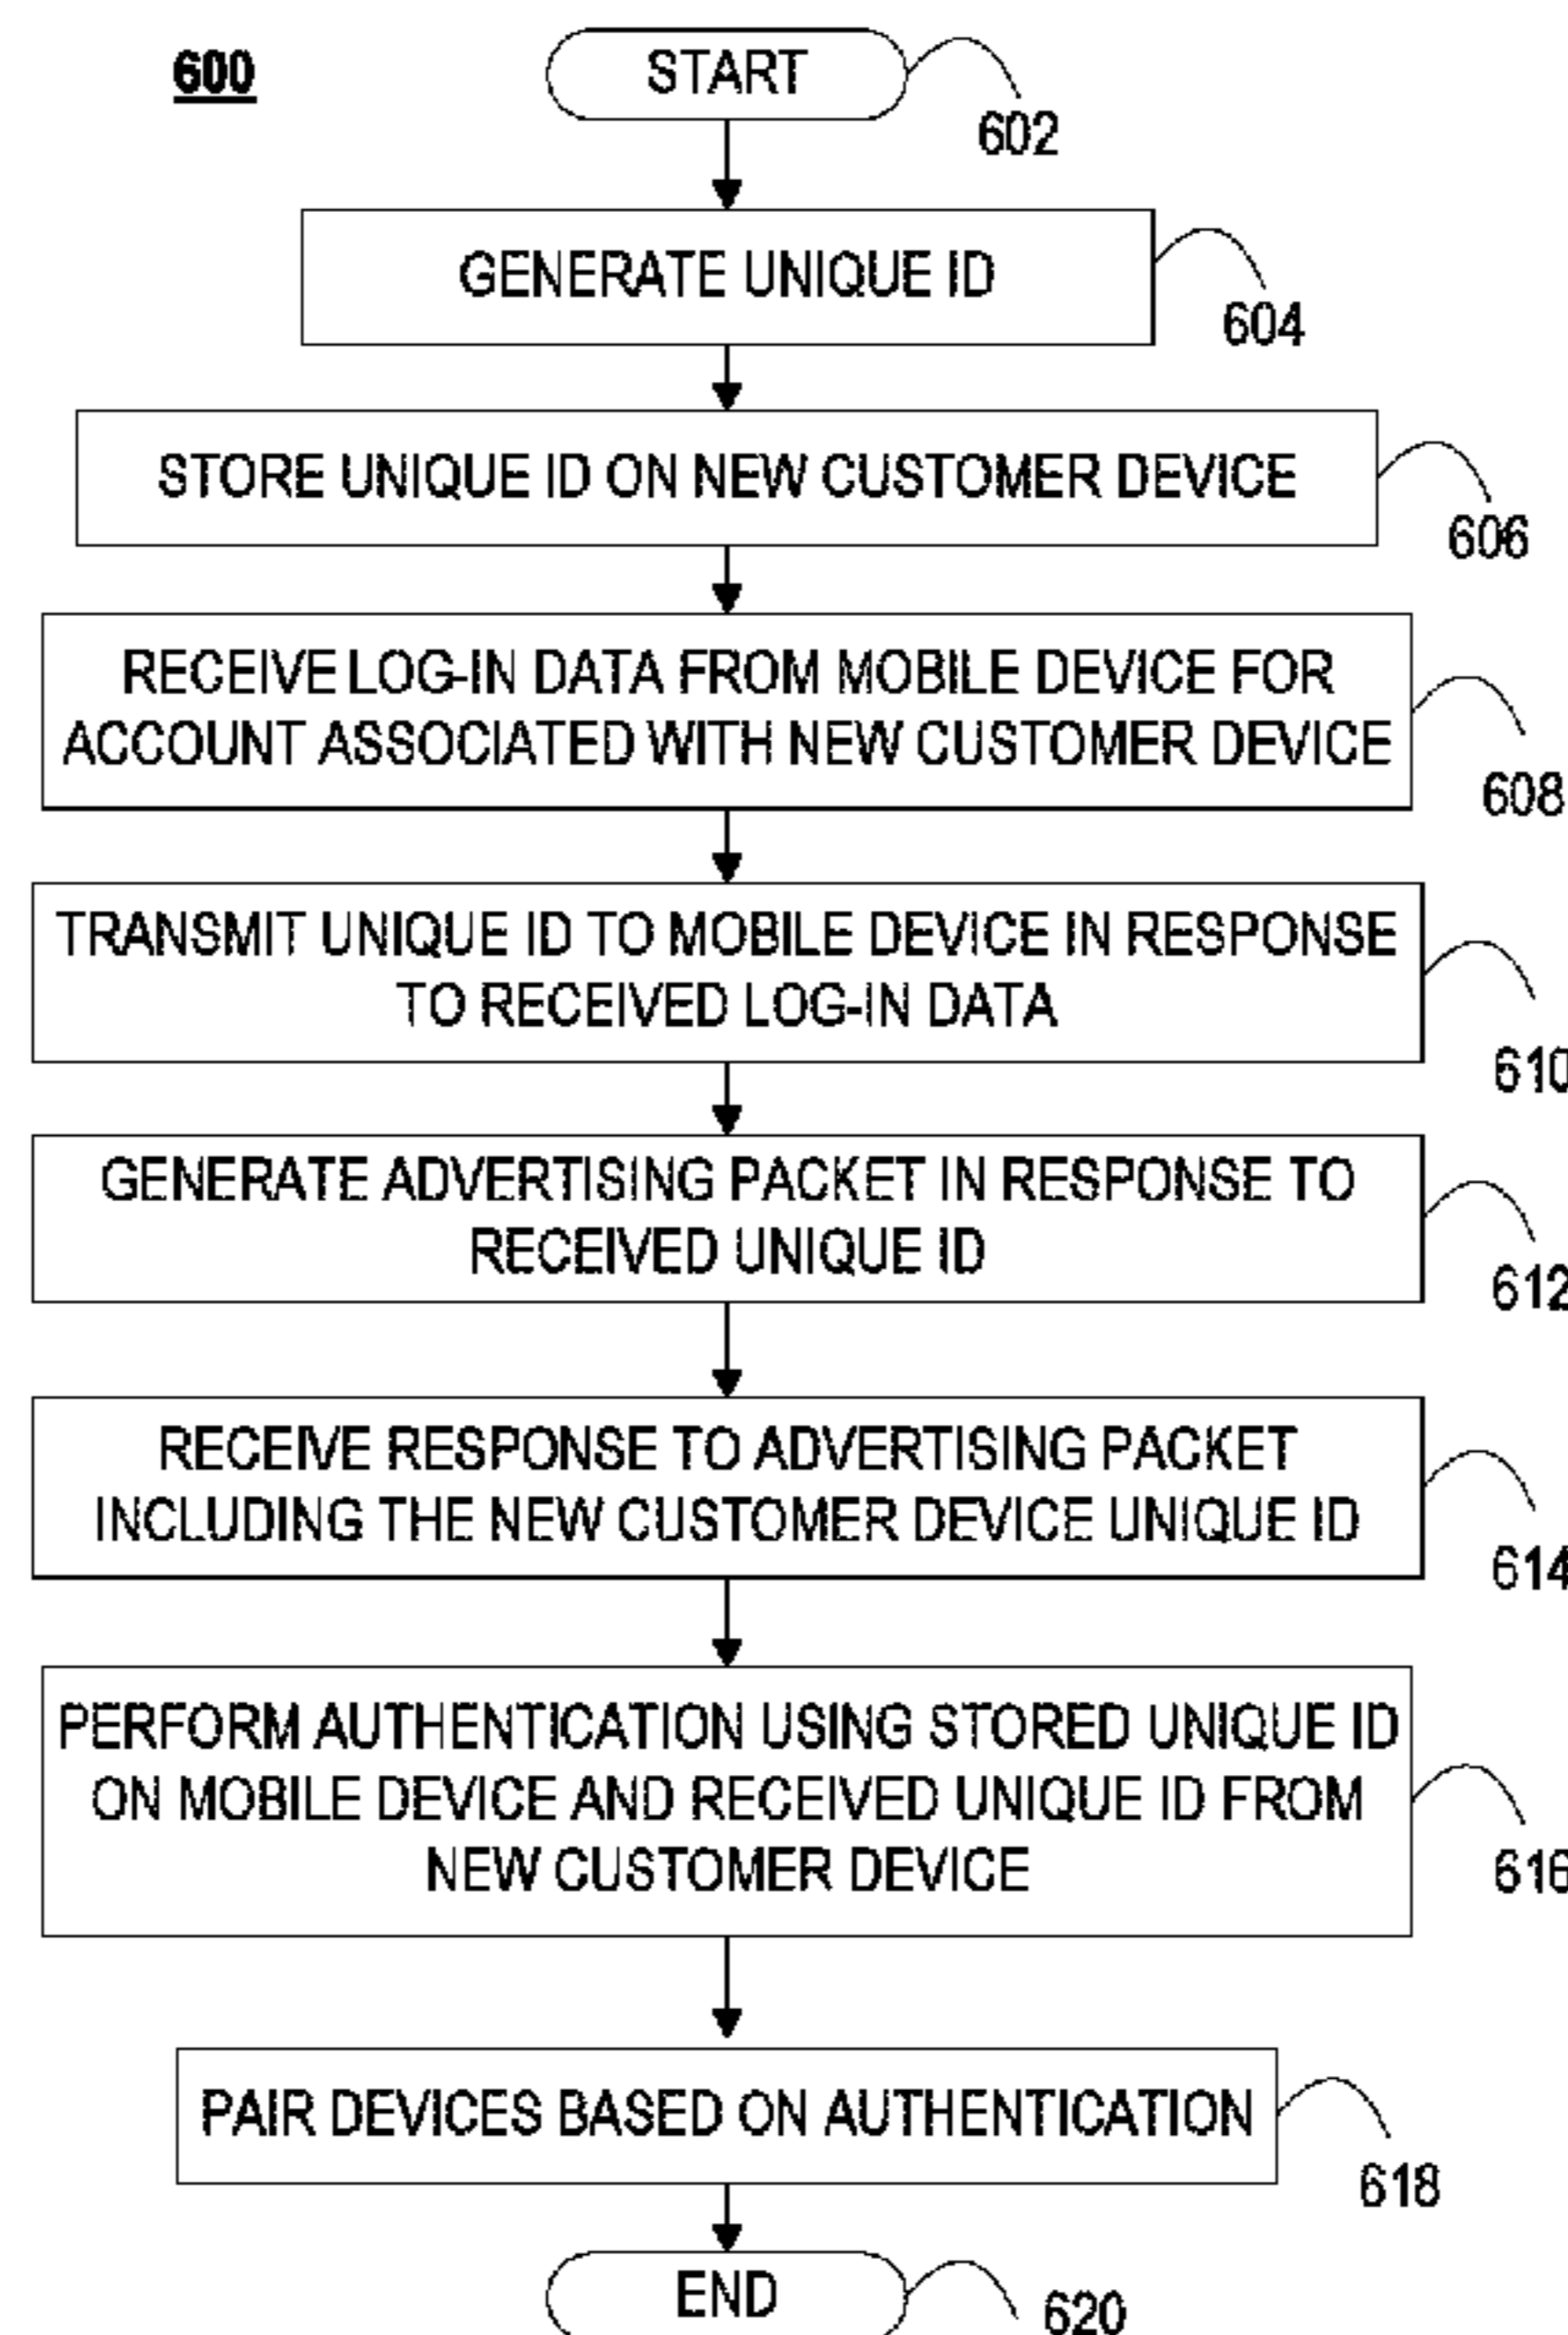 600
START
602
GENERATE UNIQUE ID
604
STORE UNIQUE ID ON NEW CUSTOMER DEVICE
606
RECEIVE LOG-IN DATA FROM MOBILE DEVICE FOR
ACCOUNT ASSOCIATED WITH NEW CUSTOMER DEVICE
608
TRANSMIT UNIQUE ID TO MOBILE DEVICE IN RESPONSE
TO RECEIVED LOG-IN DATA
610
GENERATE ADVERTISING PACKET IN RESPONSE TO
RECEIVED UNIQUE ID
612
RECEIVE RESPONSE TO ADVERTISING PACKET
INCLUDING THE NEW CUSTOMER DEVICE UNIQUE ID
614
PERFORM AUTHENTICATION USING STORED UNIQUE ID
ON MOBILE DEVICE AND RECEIVED UNIQUE ID FROM
NEW CUSTOMER DEVICE
616
PAIR DEVICES BASED ON AUTHENTICATION
618
END
620